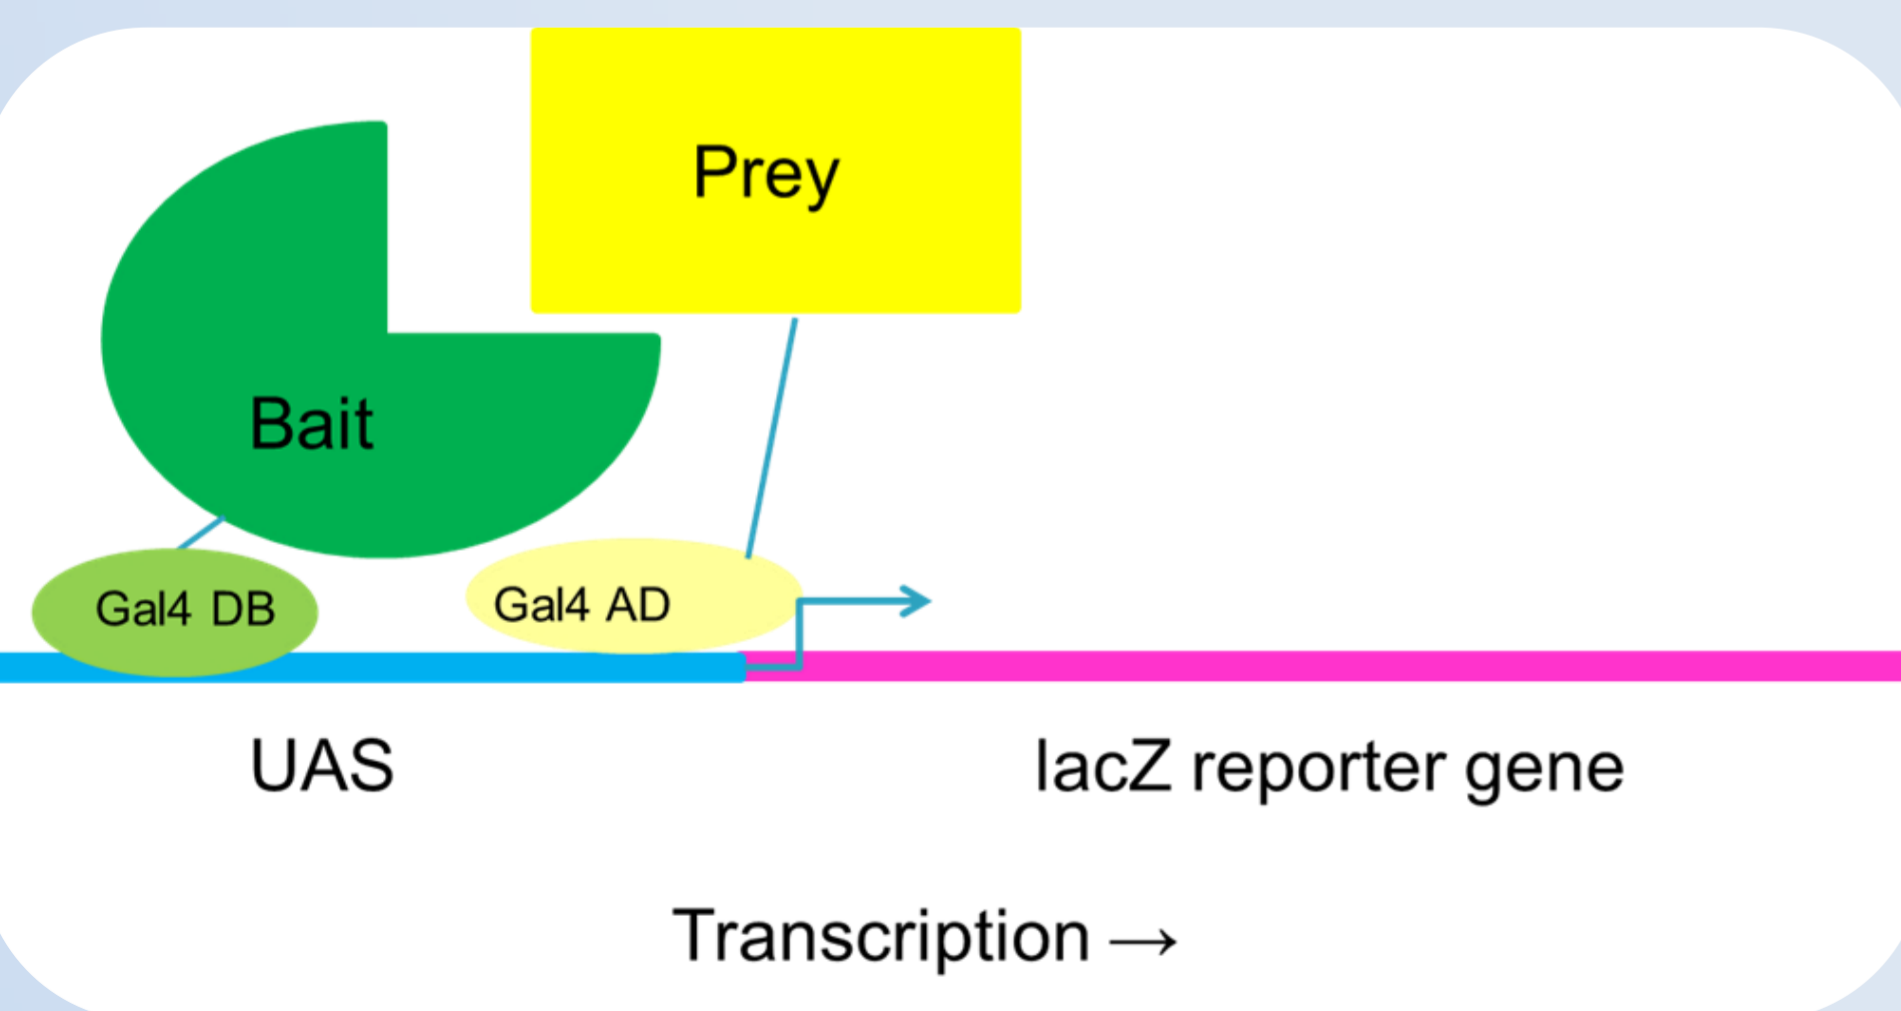 Prey
Bait
Gal4 DB
Gal4 AD
UAS
lacZ reporter gene
Transcription →